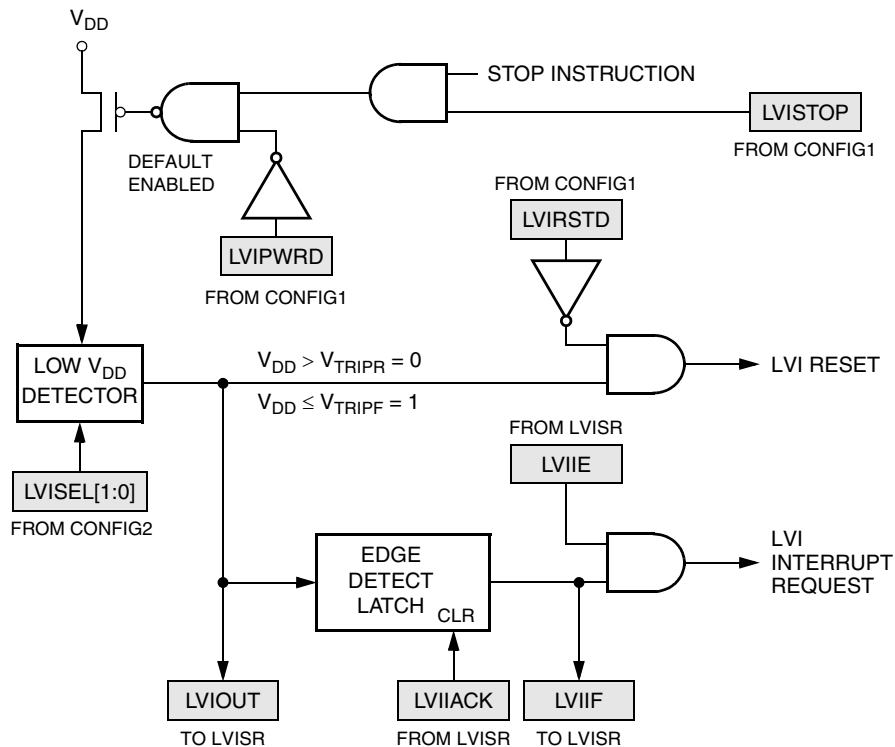 VDD
STOP INSTRUCTION
LVISTOP
FROM CONFIG1
DEFAULT
ENABLED
LVIPWRD
FROM CONFIG1
FROM CONFIG1
LVIRSTD
LOW VDD
DETECTOR
VDD > VTRIPR = 0
VDD ≤ VTRIPF = 1
LVI RESET
LVISEL[1:0]
FROM CONFIG2
FROM LVISR
LVIIE
EDGE
DETECT
LATCH
CLR
LVI
INTERRUPT
REQUEST
LVIOUT
TO LVISR
LVIIACK
FROM LVISR
LVIIF
TO LVISR